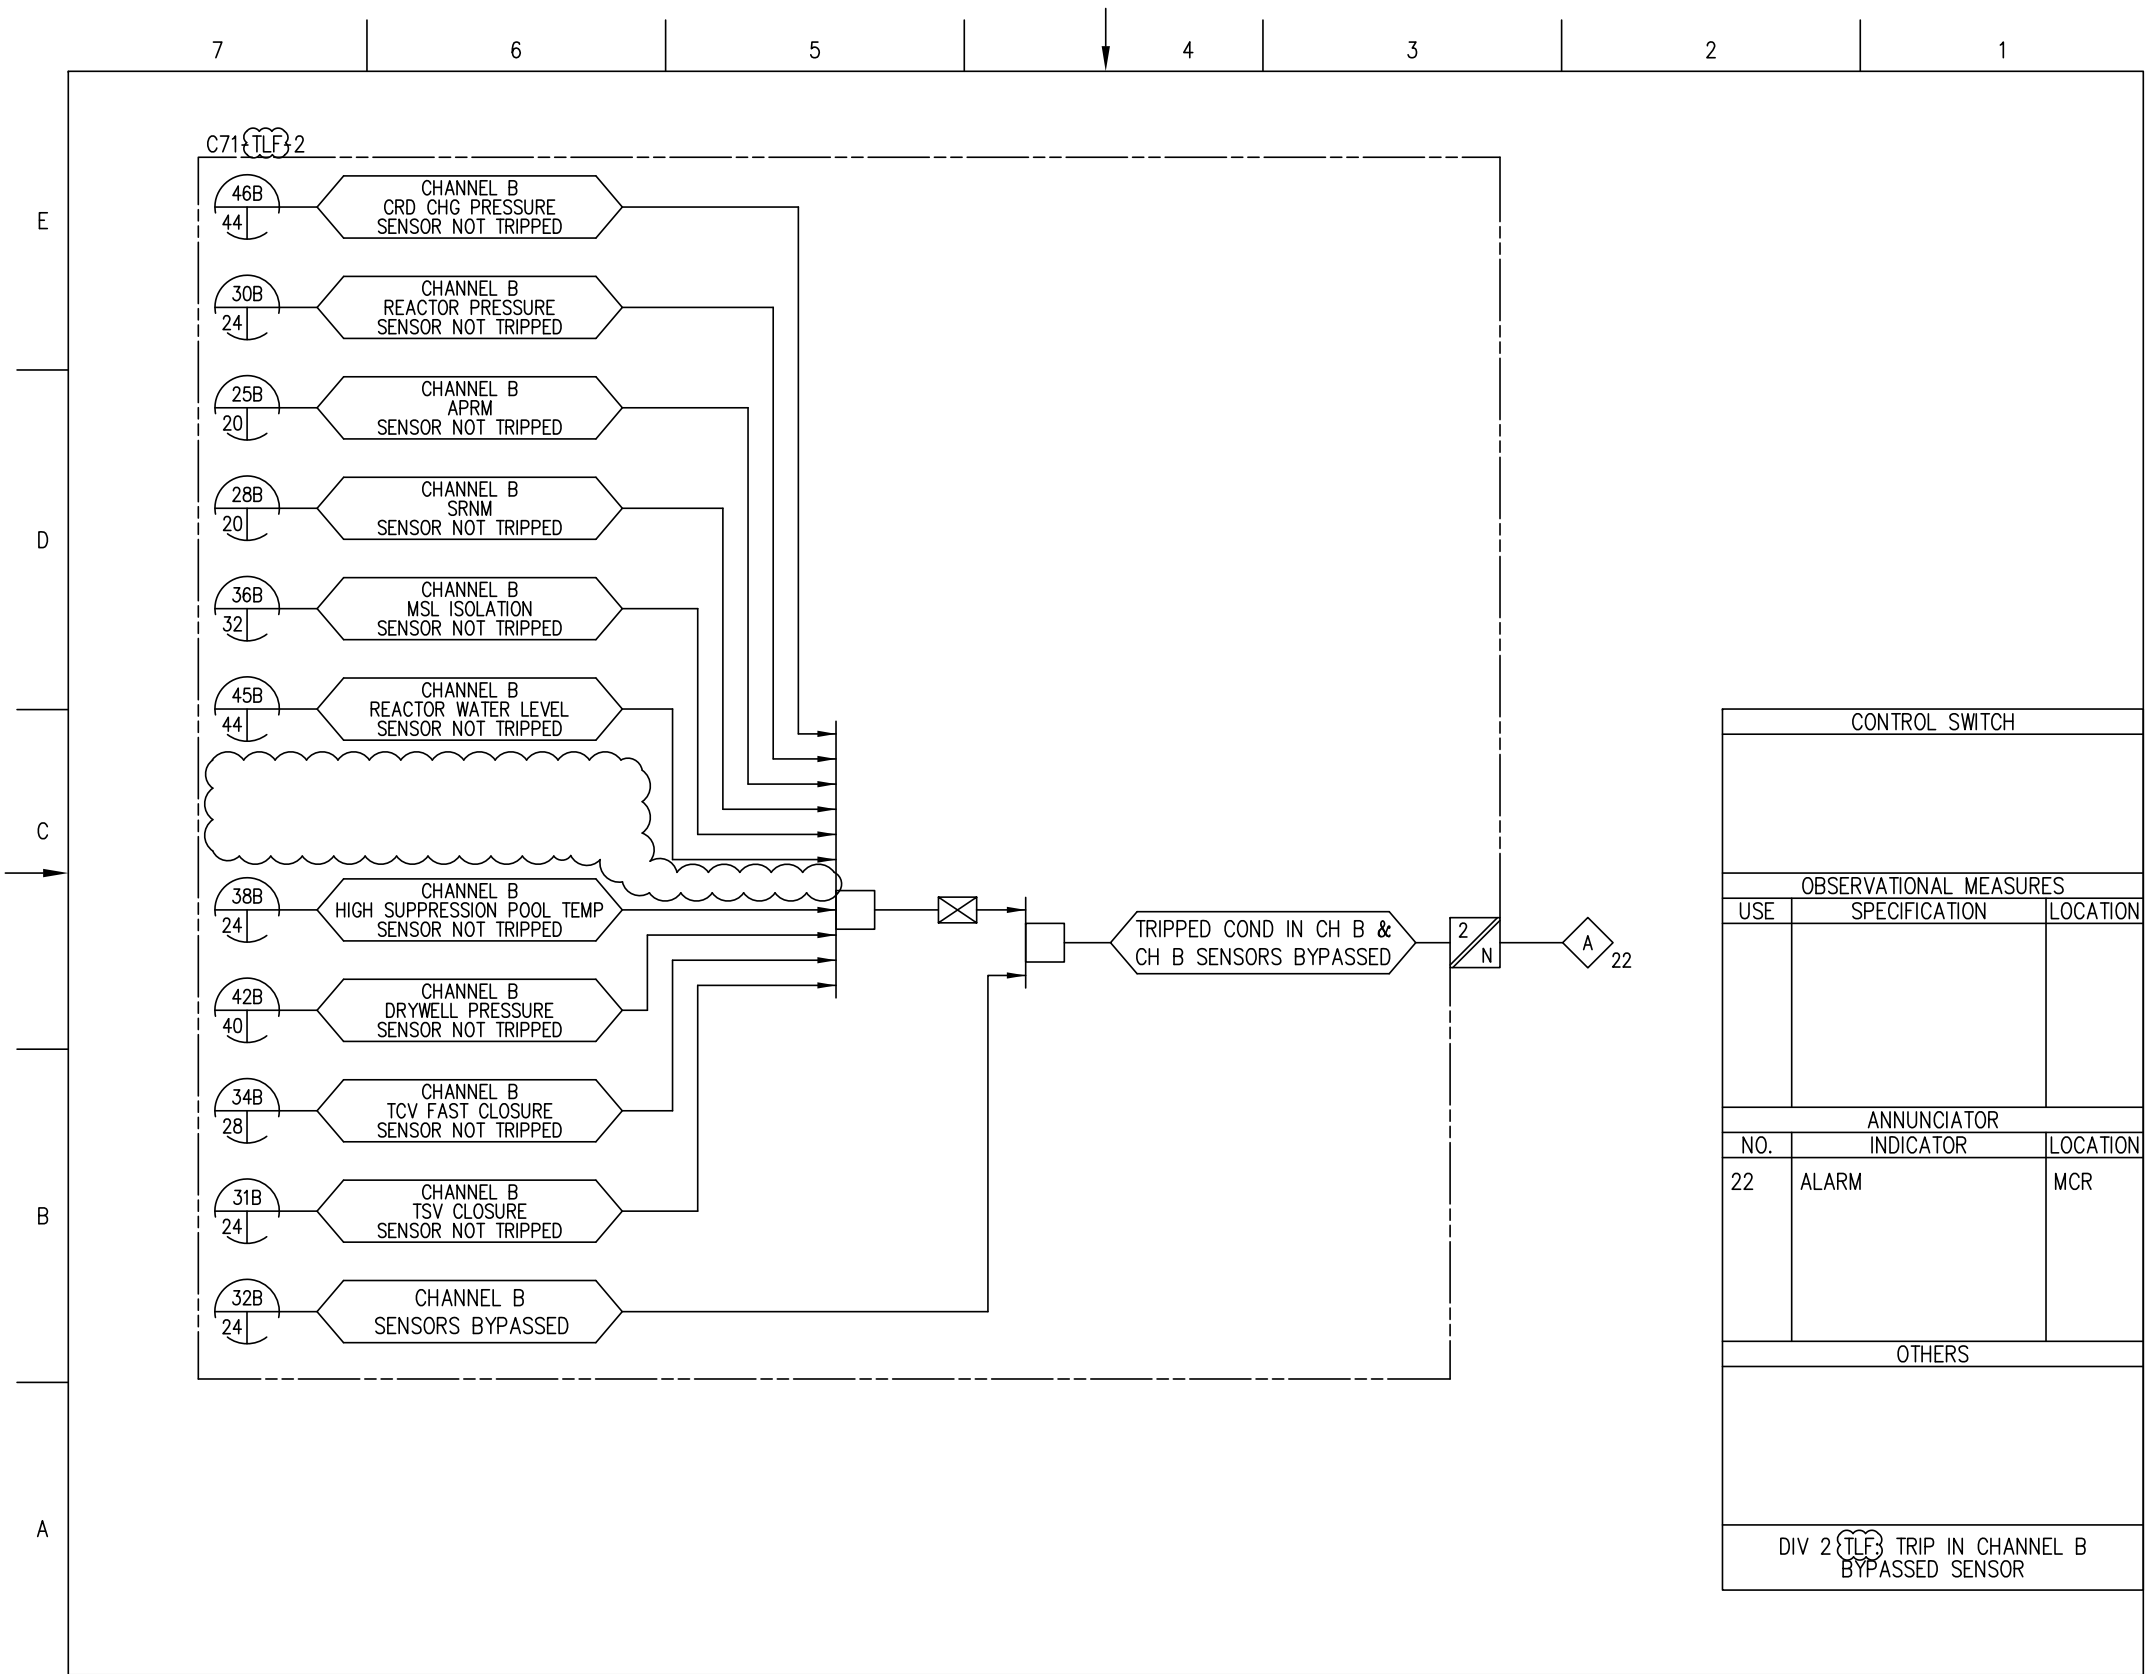 7 6 5 4 3 2 1
E
D
C
B
A
C71-TLF-2
46B
44
CHANNEL B
CRD CHG PRESSURE
SENSOR NOT TRIPPED
30B
24
CHANNEL B
REACTOR PRESSURE
SENSOR NOT TRIPPED
25B
20
CHANNEL B
APRM
SENSOR NOT TRIPPED
28B
20
CHANNEL B
SRNM
SENSOR NOT TRIPPED
36B
32
CHANNEL B
MSL ISOLATION
SENSOR NOT TRIPPED
45B
44
CHANNEL B
REACTOR WATER LEVEL
SENSOR NOT TRIPPED
38B
24
CHANNEL B
HIGH SUPPRESSION POOL TEMP
SENSOR NOT TRIPPED
42B
40
CHANNEL B
DRYWELL PRESSURE
SENSOR NOT TRIPPED
34B
28
CHANNEL B
TCV FAST CLOSURE
SENSOR NOT TRIPPED
31B
24
CHANNEL B
TSV CLOSURE
SENSOR NOT TRIPPED
32B
24
CHANNEL B
SENSORS BYPASSED
TRIPPED COND IN CH B &
CH B SENSORS BYPASSED
2
N
A
22
CONTROL SWITCH
OBSERVATIONAL MEASURES
USE SPECIFICATION LOCATION
ANNUNCIATOR
NO. INDICATOR LOCATION
22 ALARM MCR
OTHERS
DIV 2 TLF: TRIP IN CHANNEL B
BYPASSED SENSOR